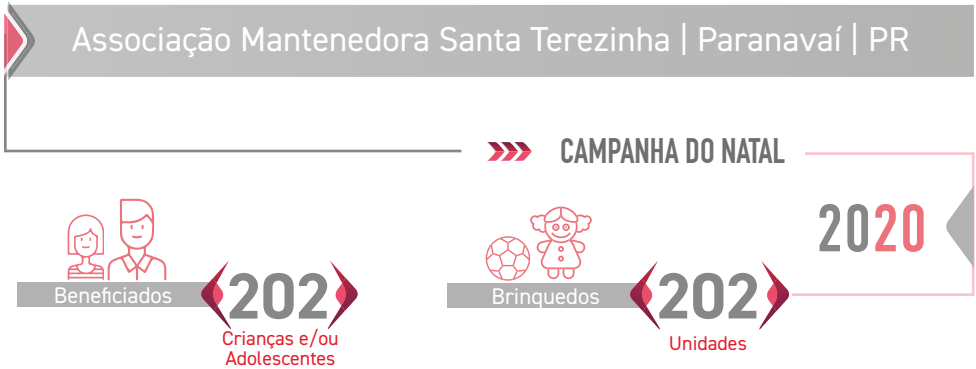 Associação Mantenedora Santa Terezinha | Paranavaí | PR
CAMPANHA DO NATAL
2020
Beneficiados
202
Crianças e/ou
Adolescentes
Brinquedos
202
Unidades